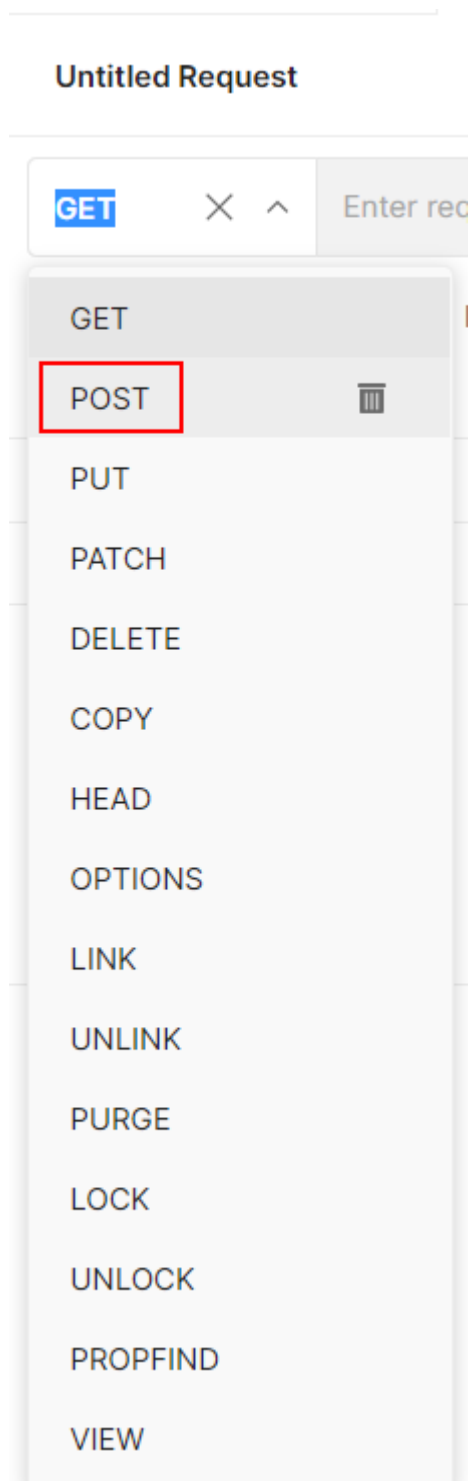 Untitled Request
GET
Enter
GET
POST
PUT
PATCH
DELETE
COPY
HEAD
OPTIONS
LINK
UNLINK
PURGE
LOCK
UNLOCK
PROPFIND
VIEW